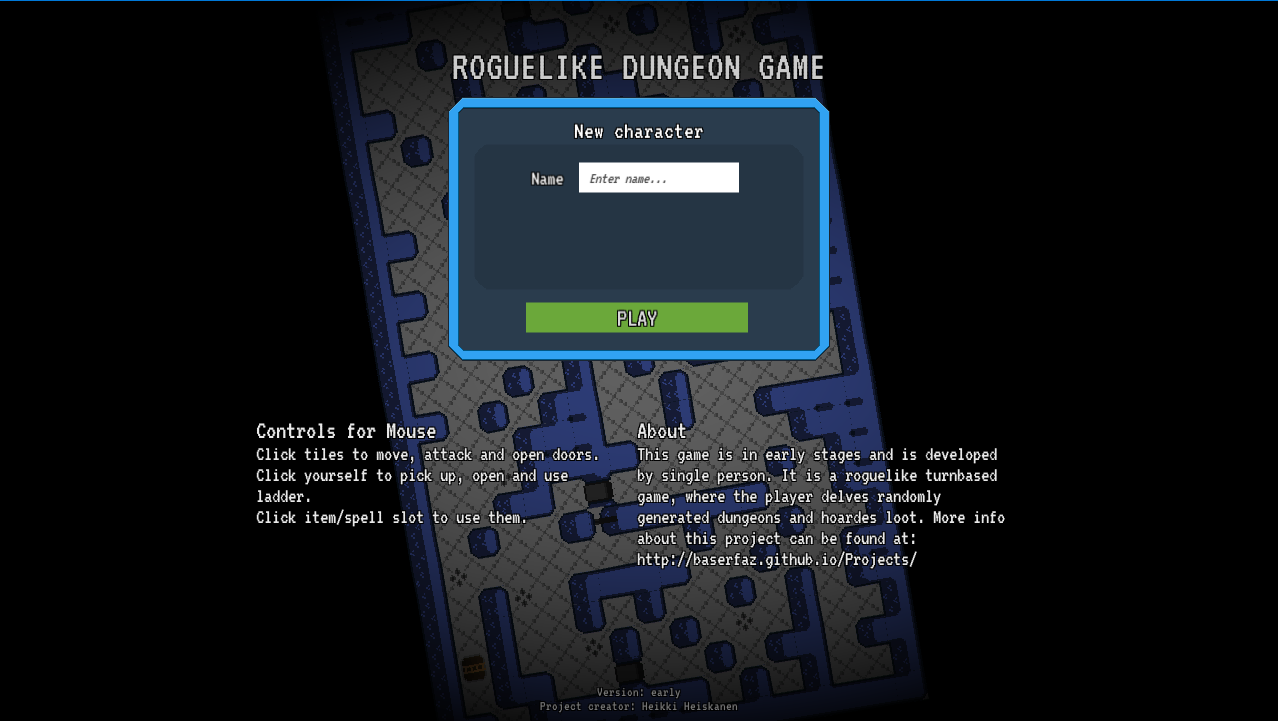 ROGUELIKE DUNGEON GAME
New character
Name
Enter name...
PLAY
Controls for Mouse
Click tiles to move, attack and open doors.
Click yourself to pick up, open and use
ladder.
Click item/spell slot to use them.
About
This game is in early stages and is developed
by single person. It is a roguelike turnbased
game, where the player delves randomly
generated dungeons and hoardes loot. More info
about this project can be found at:
http://baserfaz.github.io/Projects/
Version: early
Project creator: Heikki Heiskanen